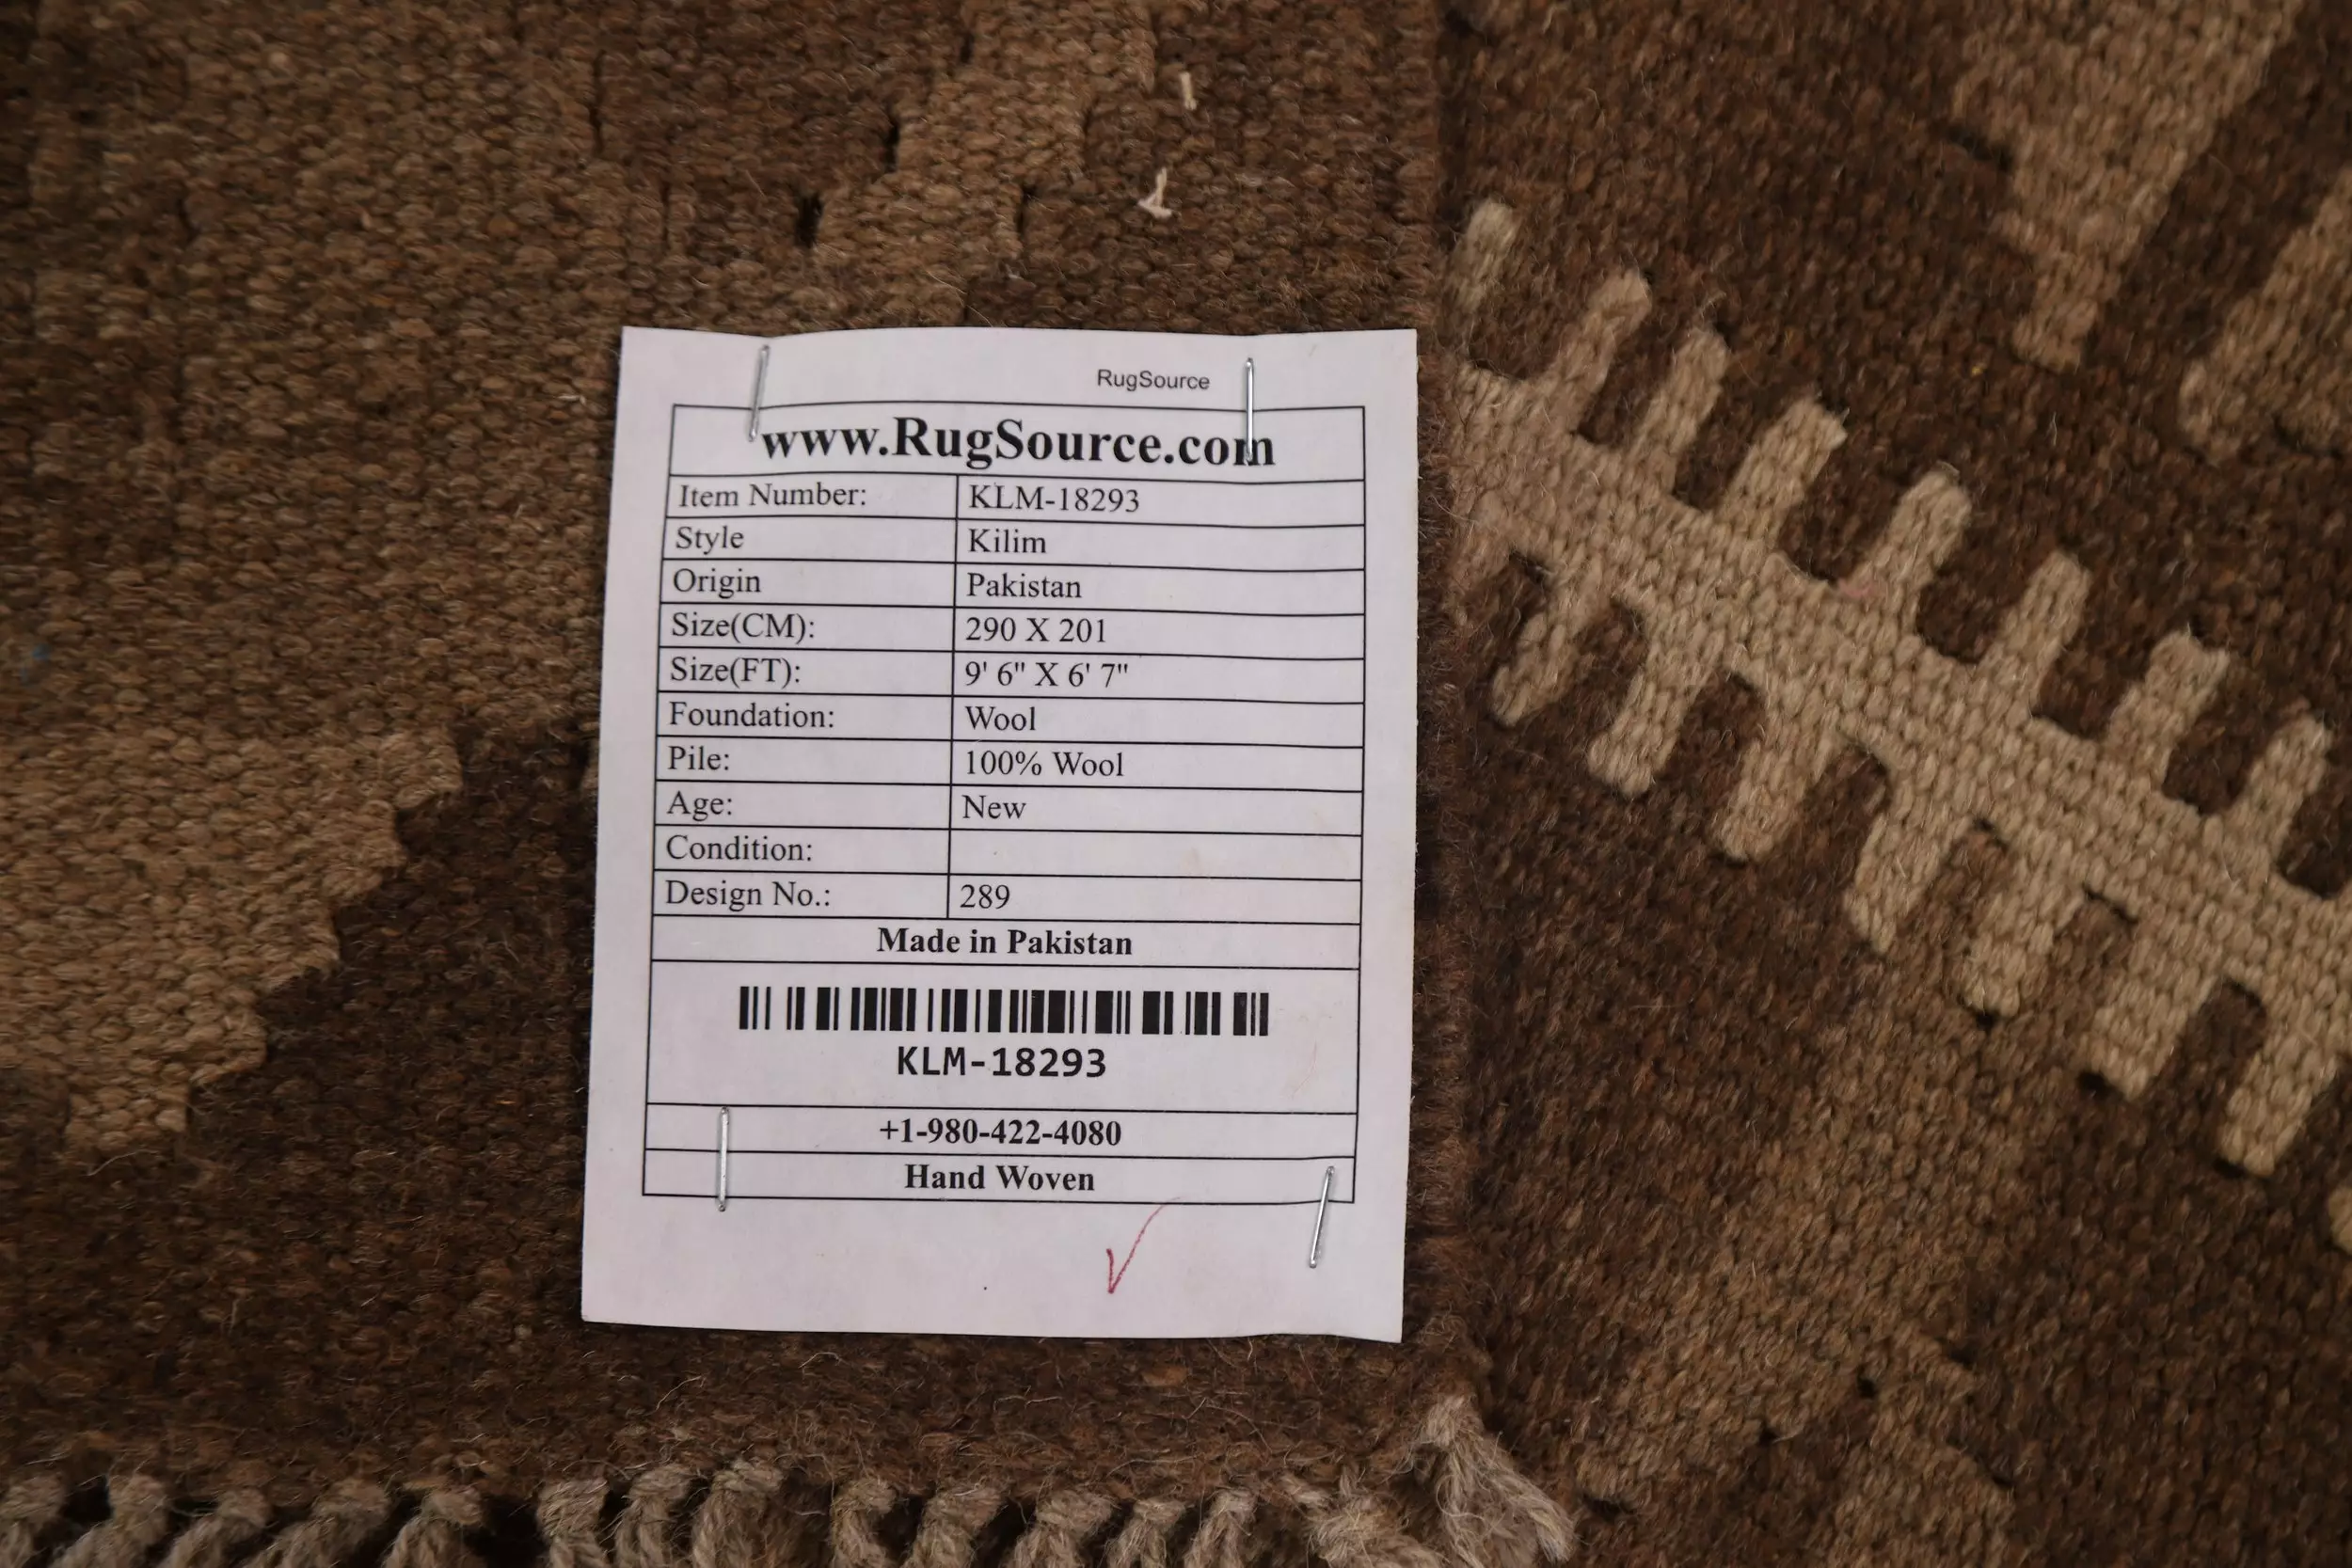 RugSource
www.RugSource.com
Item Number: KLM-18293
Style Kilim
Origin Pakistan
Size(CM): 290 X 201
Size(FT): 9' 6" X 6' 7"
Foundation: Wool
Pile: 100% Wool
Age: New
Condition:
Design No.: 289
Made in Pakistan
KLM-18293
+1-980-422-4080
Hand Woven